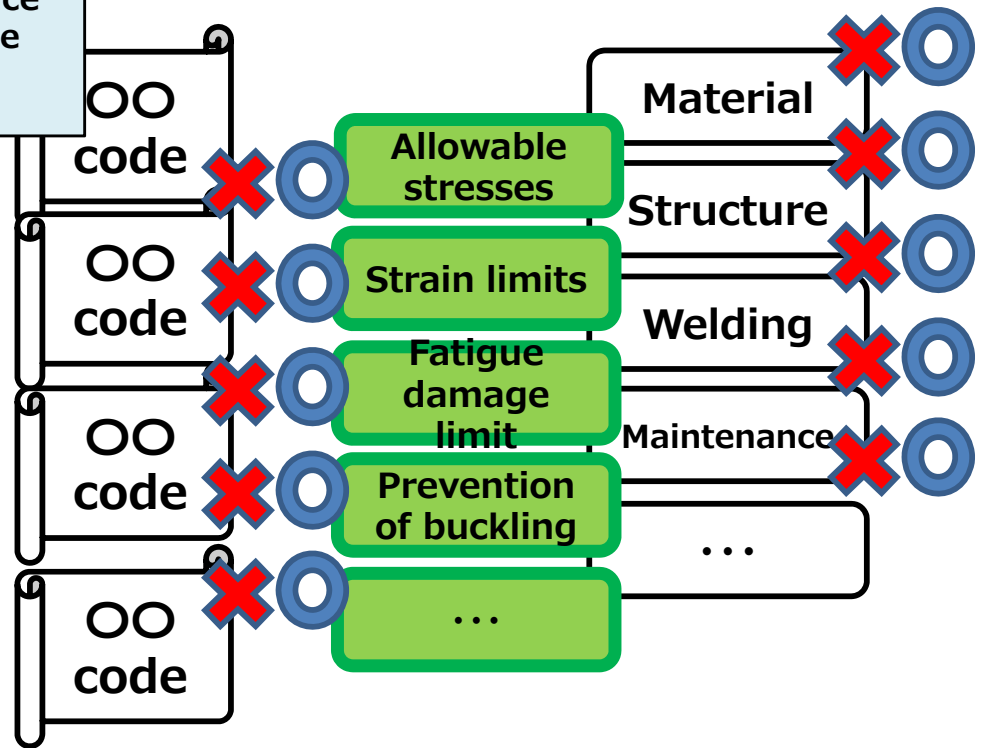 OO
code
OO
code
OO
code
OO
code
Allowable
stresses
Strain limits
Fatigue
damage
limit
Prevention
of buckling
...
Material
Structure
Welding
Maintenance
...